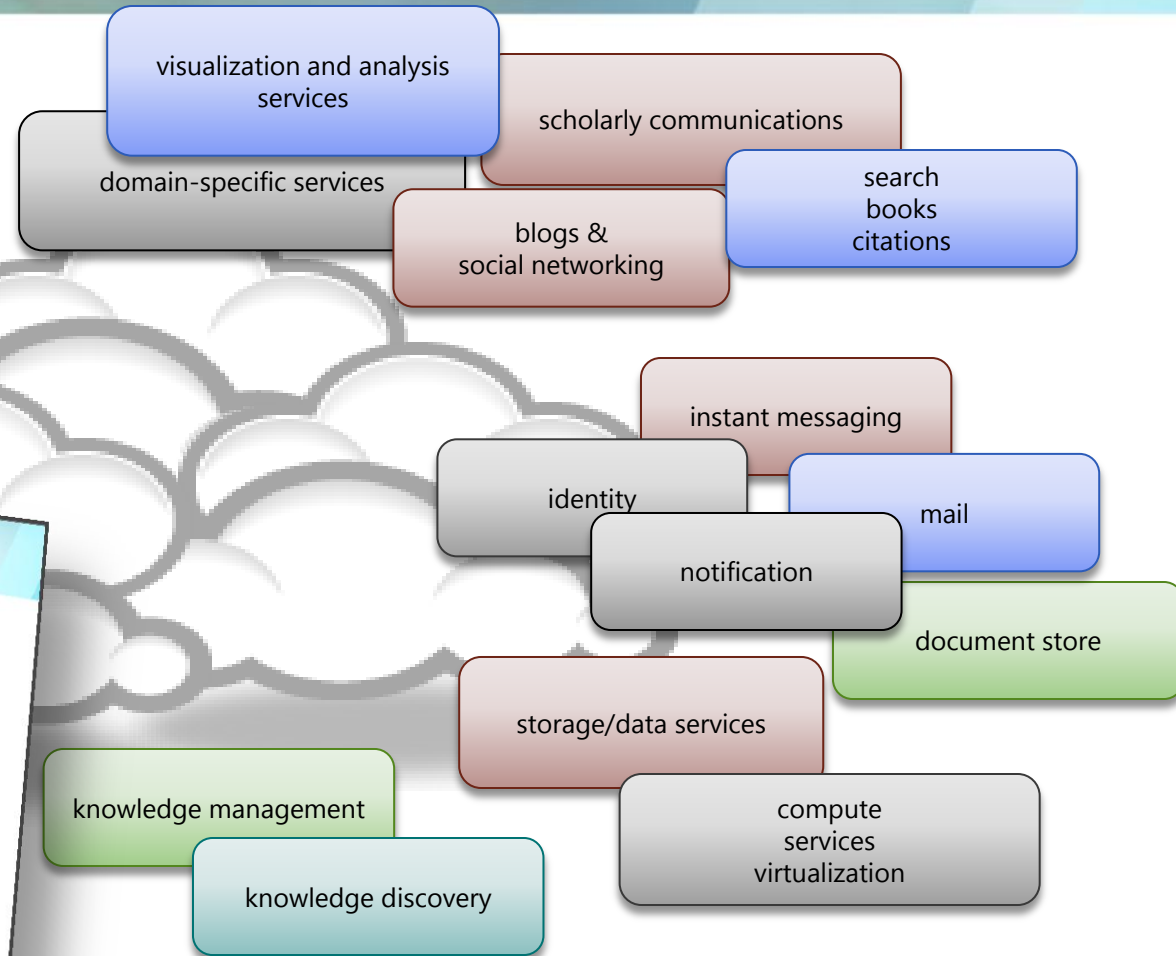 visualization and analysis
services
scholarly communications
domain-specific services
search
books
citations
blogs &
social networking
instant messaging
identity
mail
notification
document store
storage/data services
knowledge management
compute
services
virtualization
knowledge discovery